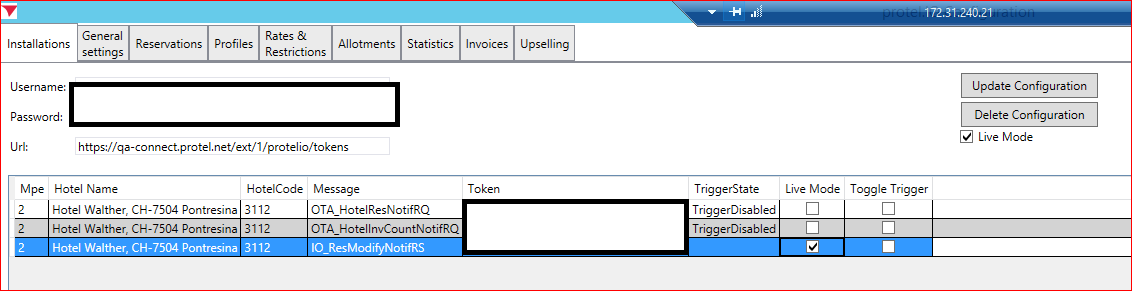 protel. uration
172.31.240.21
Installations
General settings
Reservations
Profiles
Rates & Restrictions
Allotments
Statistics
Invoices
Upselling
Username:
Update Configuration
Password:
Delete Configuration
Live Mode
Url: https://qa-connect.protel.net/ext/1/protelio/tokens
Mpe Hotel Name HotelCode Message Token TriggerState Live Mode Toggle Trigger
2 Hotel Walther, CH-7504 Pontresina 3112 OTA_HotelResNotifRQ TriggerDisabled
2 Hotel Walther, CH-7504 Pontresina 3112 OTA_HotelInvCountNotifRQ TriggerDisabled
2 Hotel Walther, CH-7504 Pontresina 3112 IO_ResModifyNotifRS